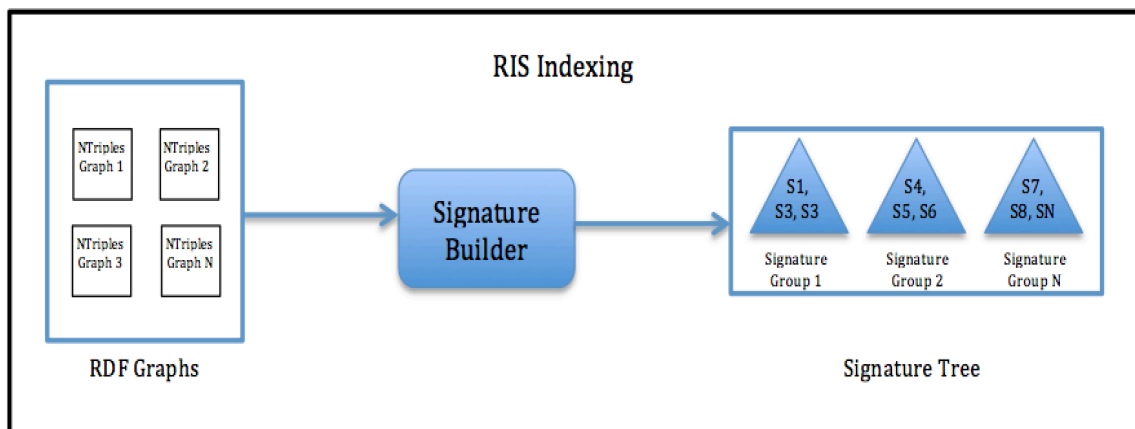 RIS Indexing
NTriples
Graph 1
NTriples
Graph 2
NTriples
Graph 3
NTriples
Graph N
RDF Graphs
Signature
Builder
S1,
S3, S3
S4,
S5, S6
S7,
S8, SN
Signature
Group 1
Signature
Group 2
Signature
Group N
Signature Tree